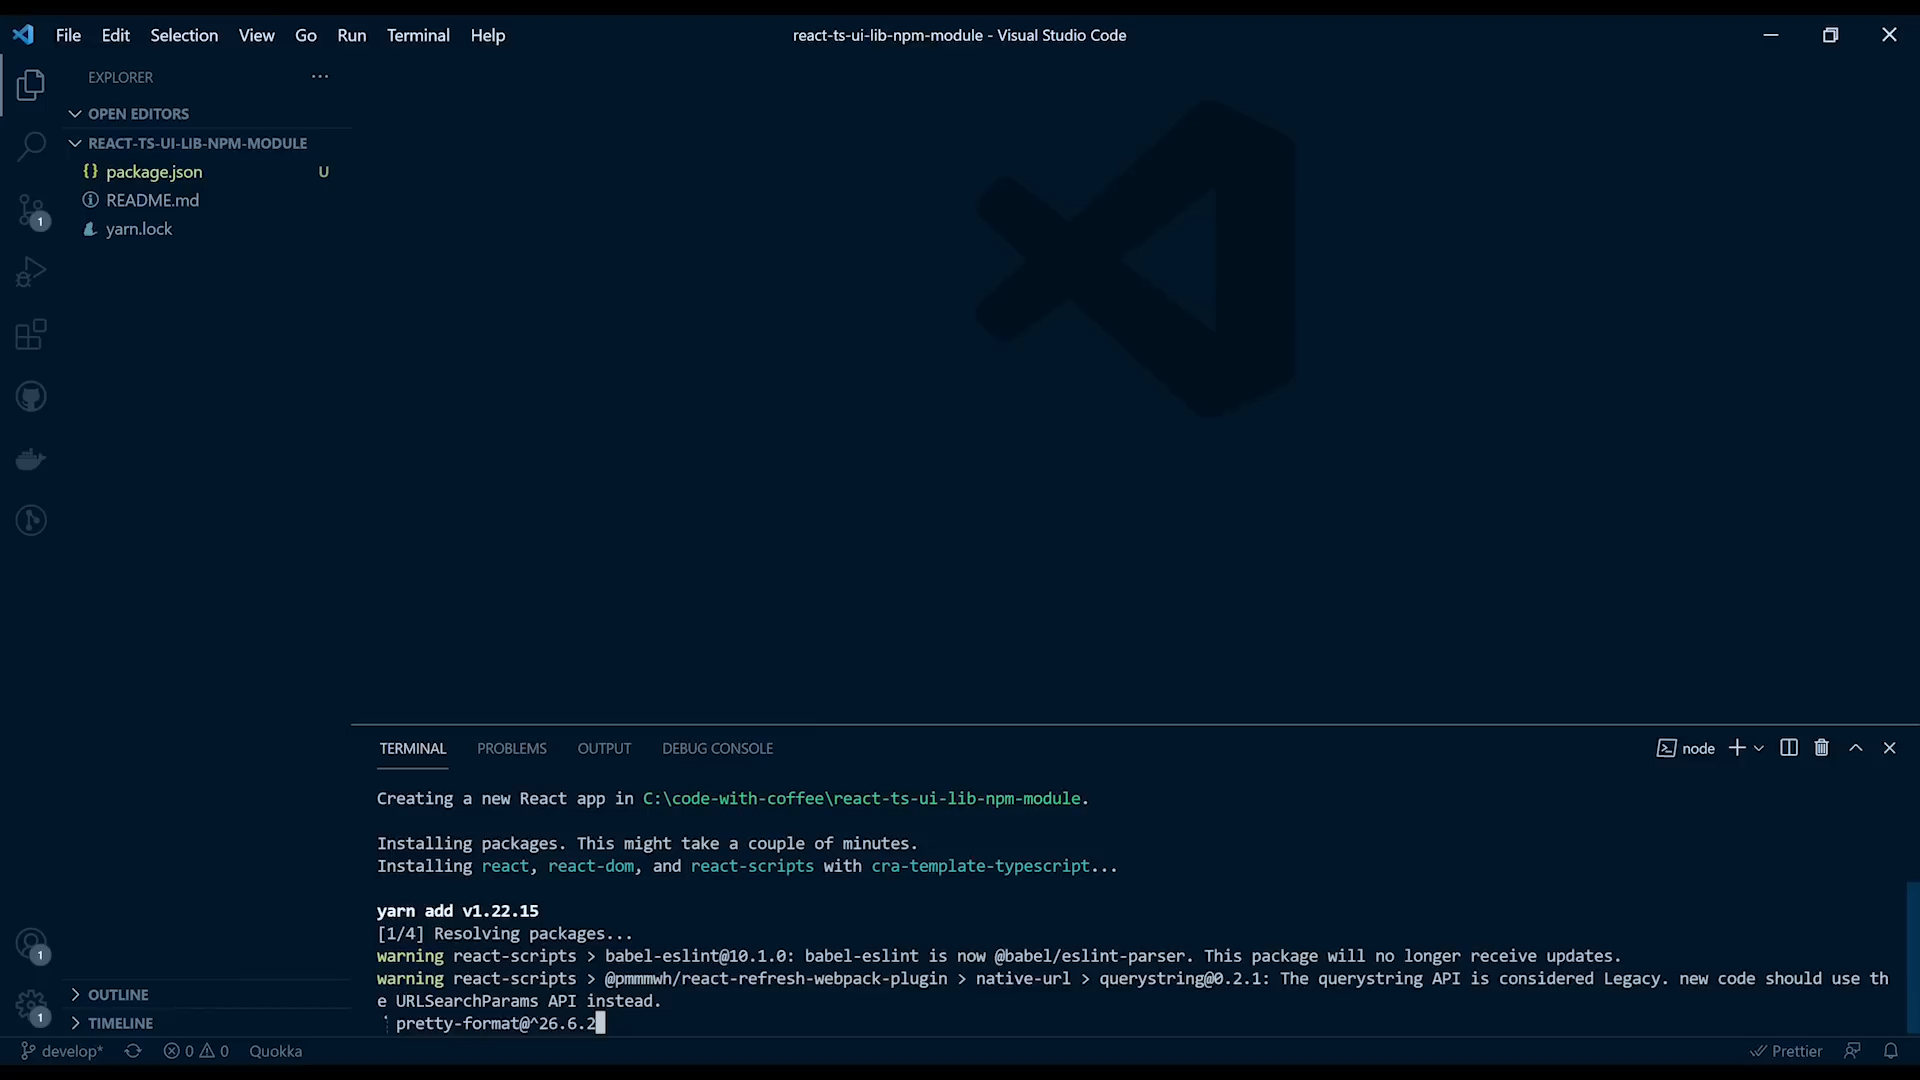 File Edit Selection View Go Run Terminal Help
react-ts-ui-lib-npm-module - Visual Studio Code
EXPLORER
OPEN EDITORS
REACT-TS-UI-LIB-NPM-MODULE
{} package.json U
README.md
yarn.lock
1
1
1
OUTLINE
TIMELINE
TERMINAL PROBLEMS OUTPUT DEBUG CONSOLE
node
Creating a new React app in C:\code-with-coffee\react-ts-ui-lib-npm-module.
Installing packages. This might take a couple of minutes.
Installing react, react-dom, and react-scripts with cra-template-typescript...
yarn add v1.22.15
[1/4] Resolving packages...
warning react-scripts > babel-eslint@10.1.0: babel-eslint is now @babel/eslint-parser. This package will no longer receive updates.
warning react-scripts > @pmmmwh/react-refresh-webpack-plugin > native-url > querystring@0.2.1: The querystring API is considered Legacy. new code should use th
e URLSearchParams API instead.
pretty-format@^26.6.2
develop* 0 0 Quokka
Prettier